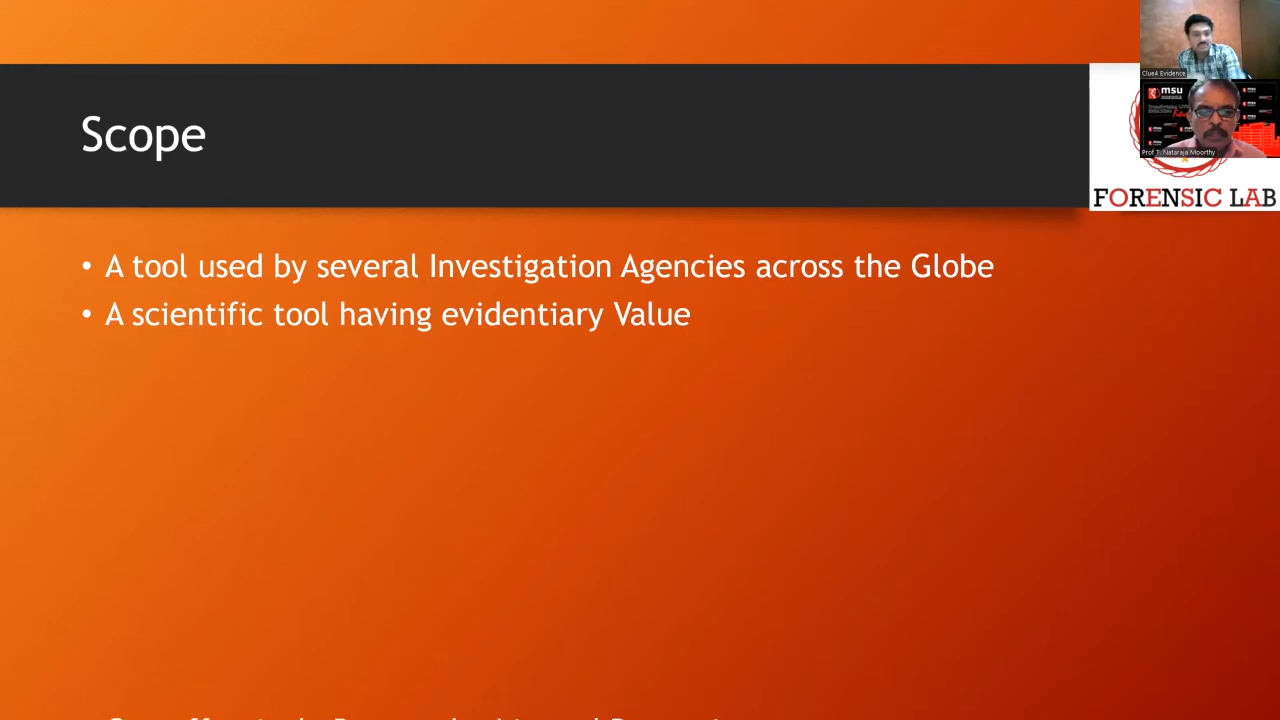 Scope
• A tool used by several Investigation Agencies across the Globe
• A scientific tool having evidentiary Value
FORENSIC LAB
Clue4 Evidence
msu
Prof T. Nataraja Moorthy